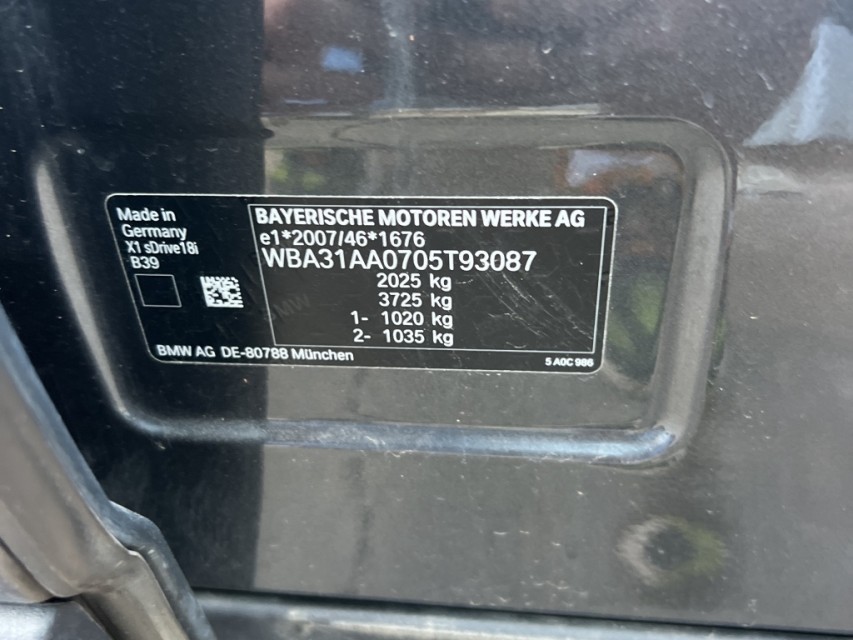 Made in
Germany
X1 sDrive18i
B39
BAYERISCHE MOTOREN WERKE AG
e1*2007/46*1676
WBA31AA0705T93087
2025 kg
3725 kg
1- 1020 kg
2- 1035 kg
BMW AG DE-80788 München
5 A0C 986